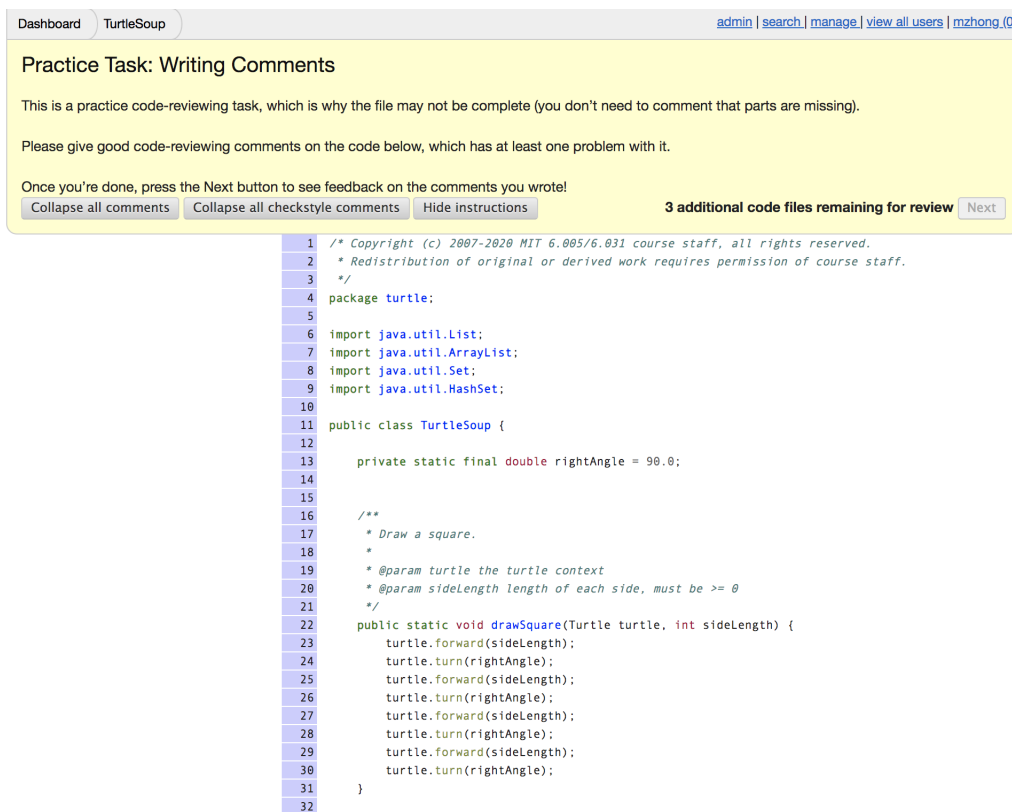 Dashboard TurtleSoup admin | search | manage | view all users | mzhong (0
Practice Task: Writing Comments
This is a practice code-reviewing task, which is why the file may not be complete (you don't need to comment that parts are missing).
Please give good code-reviewing comments on the code below, which has at least one problem with it.
Once you're done, press the Next button to see feedback on the comments you wrote!
Collapse all comments Collapse all checkstyle comments Hide instructions 3 additional code files remaining for review Next
1 /* Copyright (c) 2007-2020 MIT 6.005/6.031 course staff, all rights reserved.
2 * Redistribution of original or derived work requires permission of course staff.
3 */
4 package turtle;
5
6 import java.util.List;
7 import java.util.ArrayList;
8 import java.util.Set;
9 import java.util.HashSet;
10
11 public class TurtleSoup {
12
13 private static final double rightAngle = 90.0;
14
15
16 /**
17 * Draw a square.
18 *
19 * @param turtle the turtle context
20 * @param sideLength length of each side, must be >= 0
21 */
22 public static void drawSquare(Turtle turtle, int sideLength) {
23 turtle.forward(sideLength);
24 turtle.turn(rightAngle);
25 turtle.forward(sideLength);
26 turtle.turn(rightAngle);
27 turtle.forward(sideLength);
28 turtle.turn(rightAngle);
29 turtle.forward(sideLength);
30 turtle.turn(rightAngle);
31 }
32